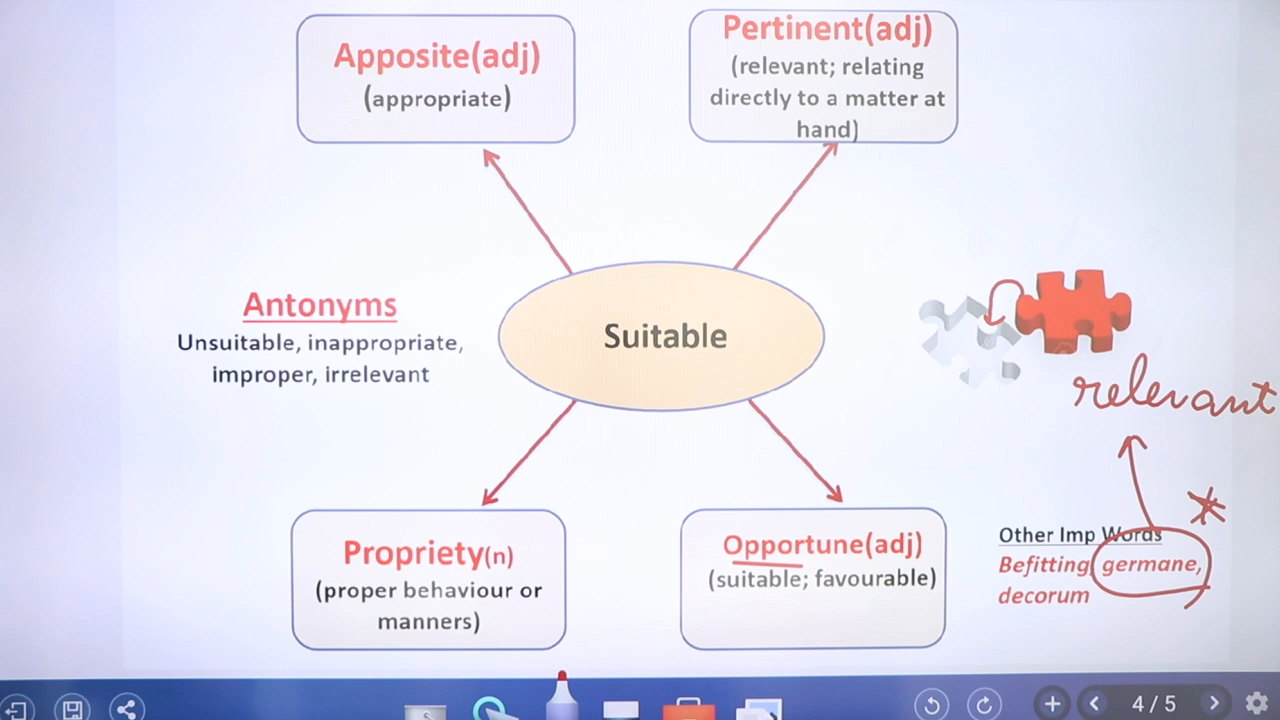 Apposite(adj)
(appropriate)
Pertinent(adj)
(relevant; relating
directly to a matter at
hand)
Antonyms
Unsuitable, inappropriate,
improper, irrelevant
Suitable
relevant
Propriety(n)
(proper behaviour or
manners)
Opportune(adj)
(suitable; favourable)
Other Imp Words
Befitting, germane,
decorum
4 / 5